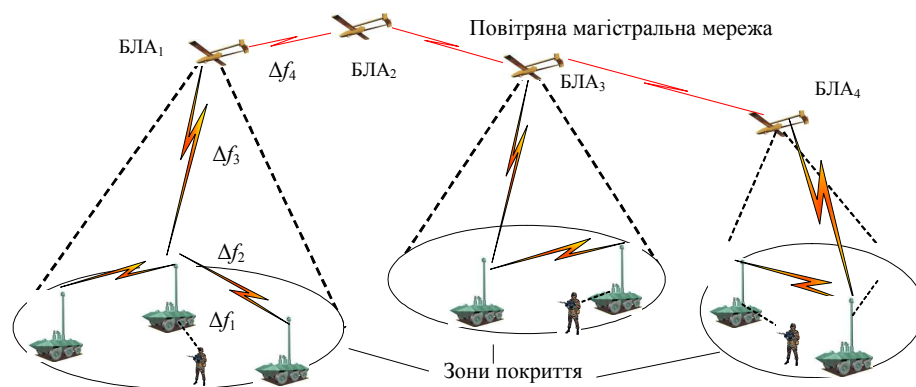 Повітряна магістральна мережа
БЛА₁
БЛА₂
БЛА₃
БЛА₄
Δf₄
Δf₃
Δf₂
Δf₁
Зони покриття